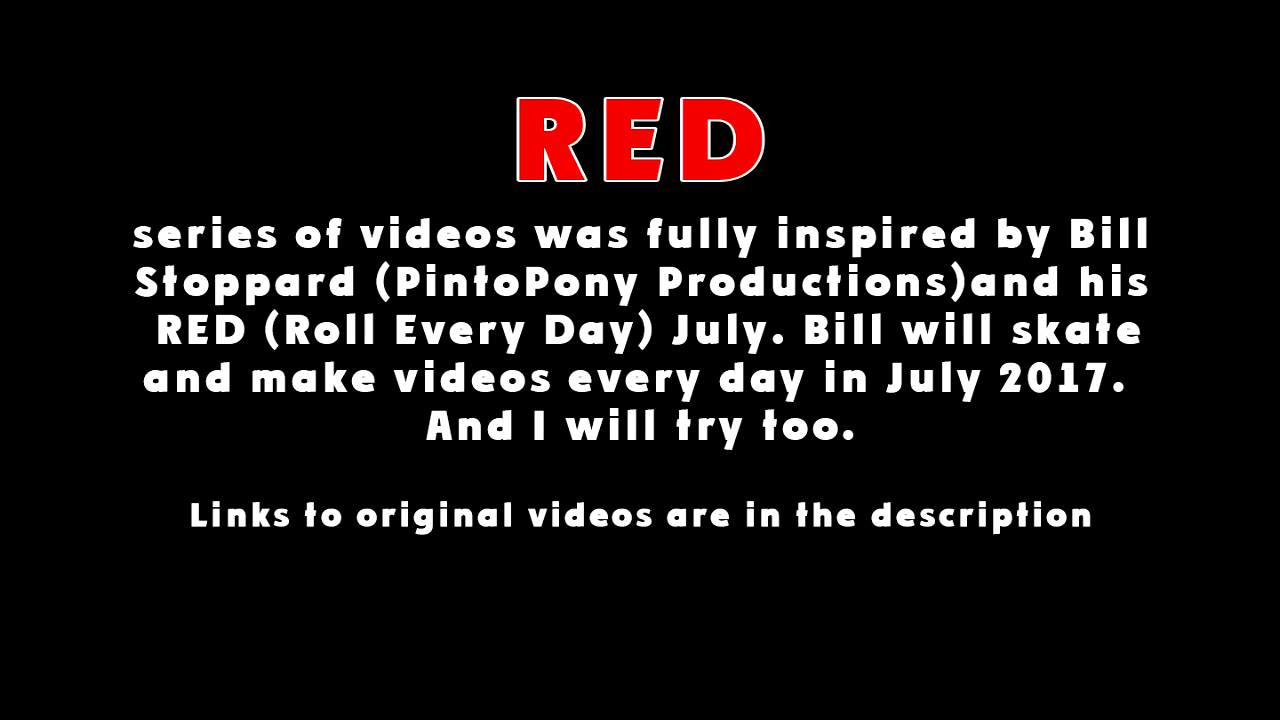 RED
series of videos was fully inspired by Bill
Stoppard (PintoPony Productions)and his
RED (Roll Every Day) July. Bill will skate
and make videos every day in July 2017.
And I will try too.
Links to original videos are in the description